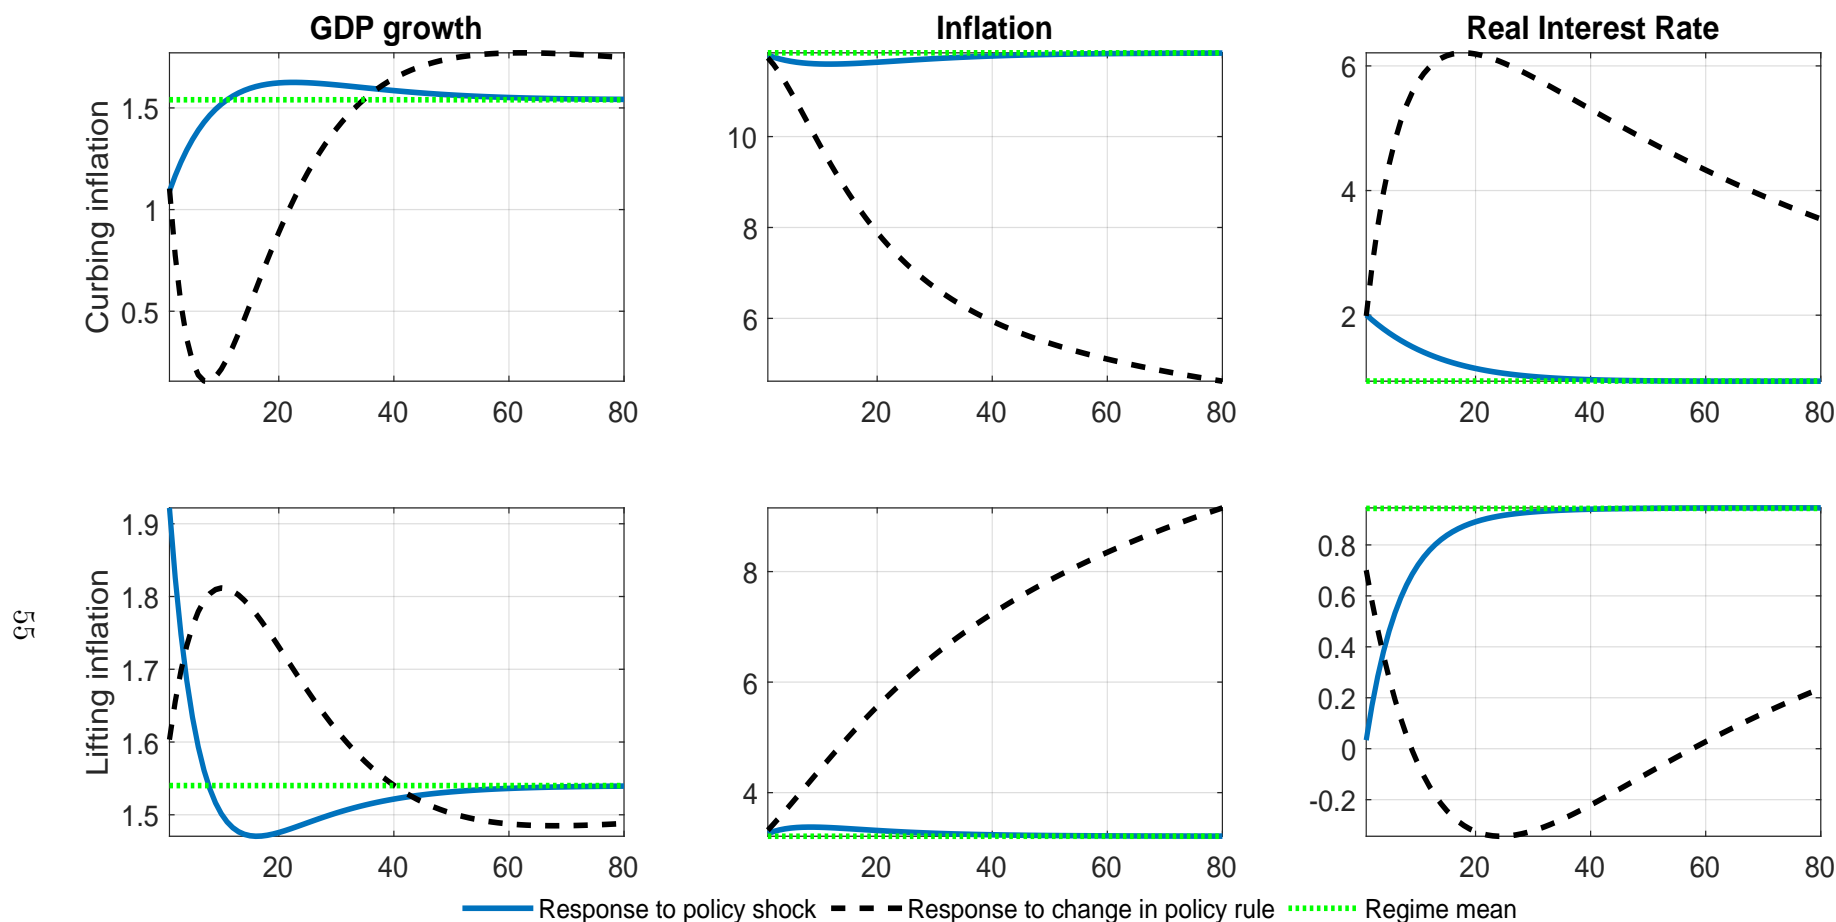 GDP growth Inflation Real Interest Rate
Curbing inflation
1.5
1
0.5
20 40 60 80
10
8
6
20 40 60 80
6
4
2
20 40 60 80
Lifting inflation
1.9
1.8
1.7
1.6
1.5
20 40 60 80
8
6
4
20 40 60 80
0.8
0.6
0.4
0.2
0
-0.2
20 40 60 80
Response to policy shock Response to change in policy rule Regime mean
55